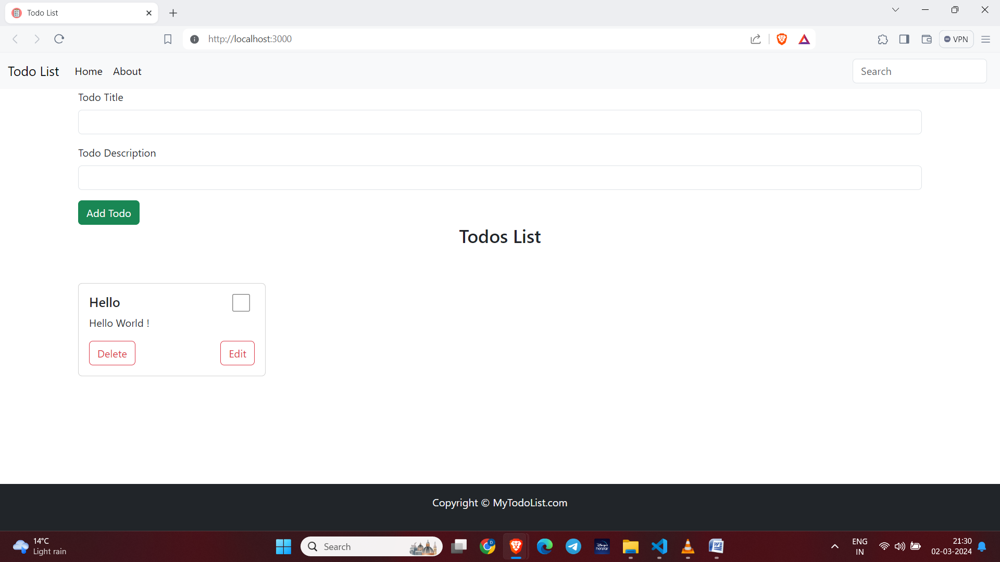 Todo List
http://localhost:3000
VPN
Todo List Home About Search
Todo Title
Todo Description
Add Todo
Todos List
Hello
Hello World !
Delete Edit
Copyright © MyTodoList.com
14°C
Light rain
Search
D
Disney+
hotstar
W
ENG
IN
21:30
02-03-2024